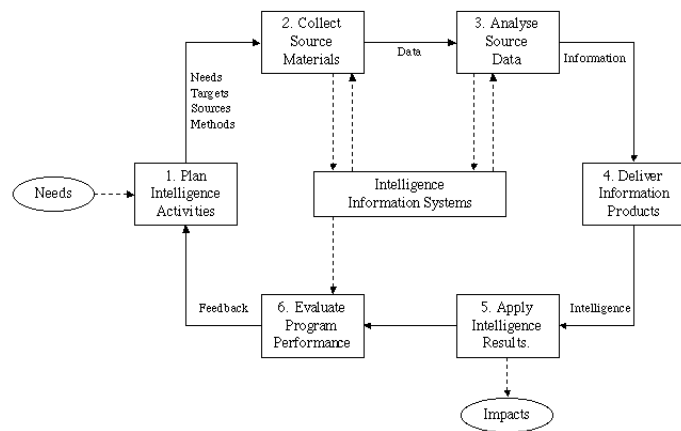 2. Collect
Source
Materials
Data
3. Analyse
Source
Data
Information
Needs
Targets
Sources
Methods
Needs
1. Plan
Intelligence
Activities
Intelligence
Information Systems
4. Deliver
Information
Products
Feedback
6. Evaluate
Program
Performance
5. Apply
Intelligence
Results.
Intelligence
Impacts